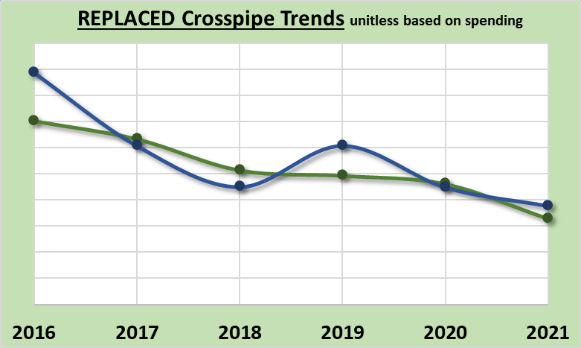 REPLACED Crosspipe Trends unitless based on spending
2016 2017 2018 2019 2020 2021